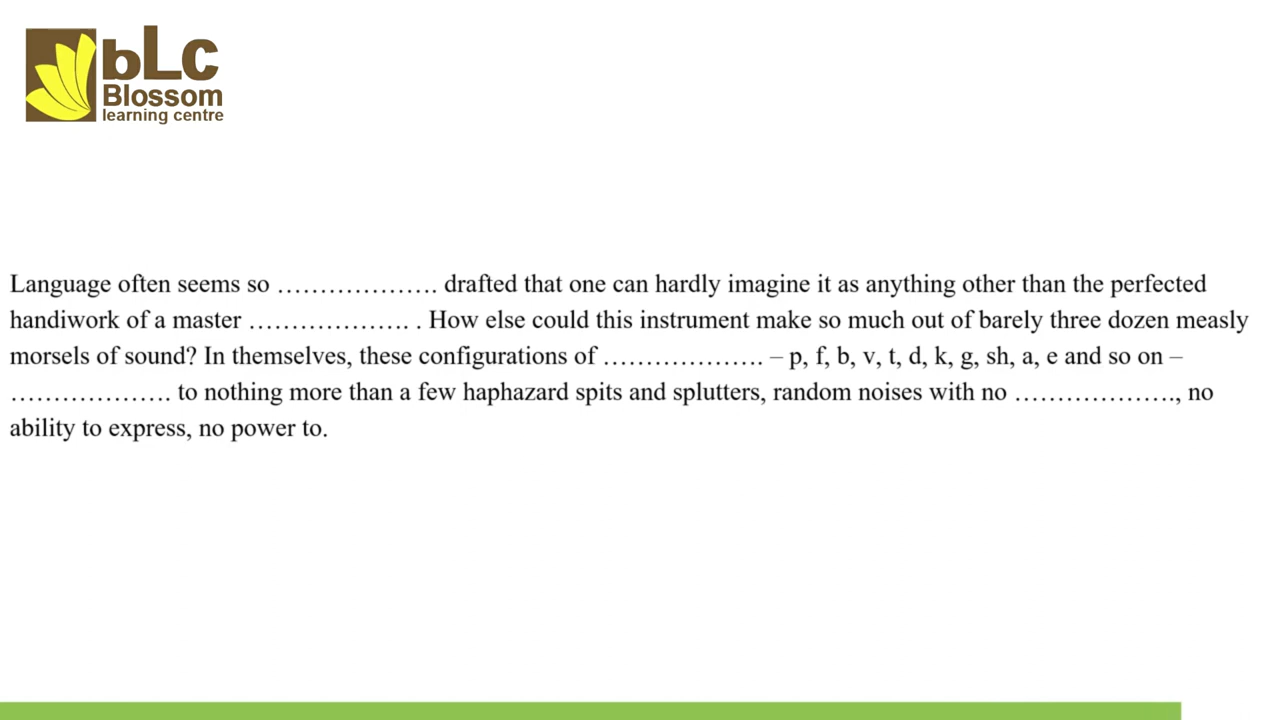 bLc
Blossom
learning centre
Language often seems so ………………. drafted that one can hardly imagine it as anything other than the perfected
handiwork of a master ………………. . How else could this instrument make so much out of barely three dozen measly
morsels of sound? In themselves, these configurations of ………………. – p, f, b, v, t, d, k, g, sh, a, e and so on –
………………. to nothing more than a few haphazard spits and splutters, random noises with no ………………., no
ability to express, no power to.